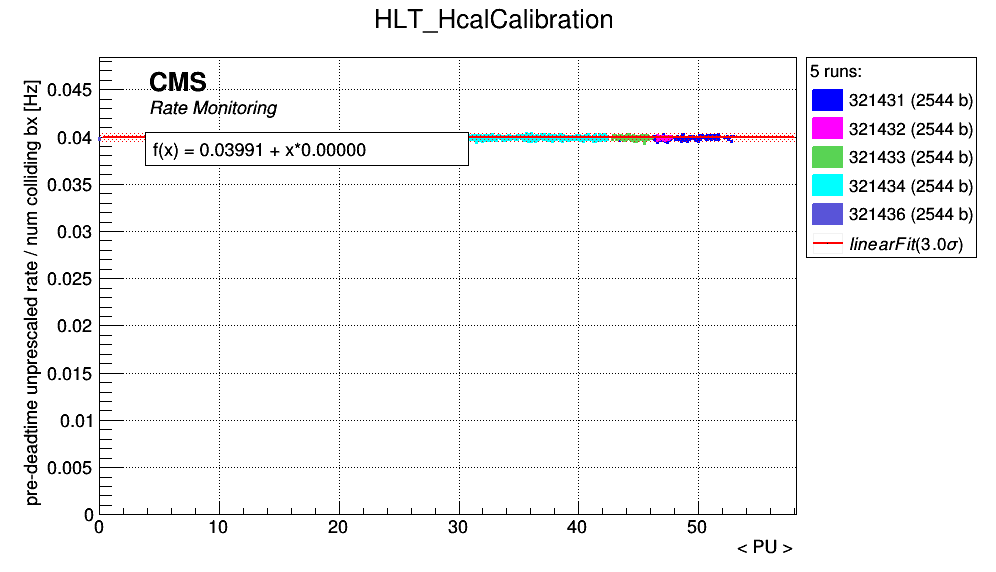 HLT_HcalCalibration
pre-deadtime unprescaled rate / num colliding bx [Hz]
0.045
0.04
0.035
0.03
0.025
0.02
0.015
0.01
0.005
0
CMS
Rate Monitoring
f(x) = 0.03991 + x*0.00000
0 10 20 30 40 50
< PU >
5 runs:
321431 (2544 b)
321432 (2544 b)
321433 (2544 b)
321434 (2544 b)
321436 (2544 b)
linearFit(3.0σ)